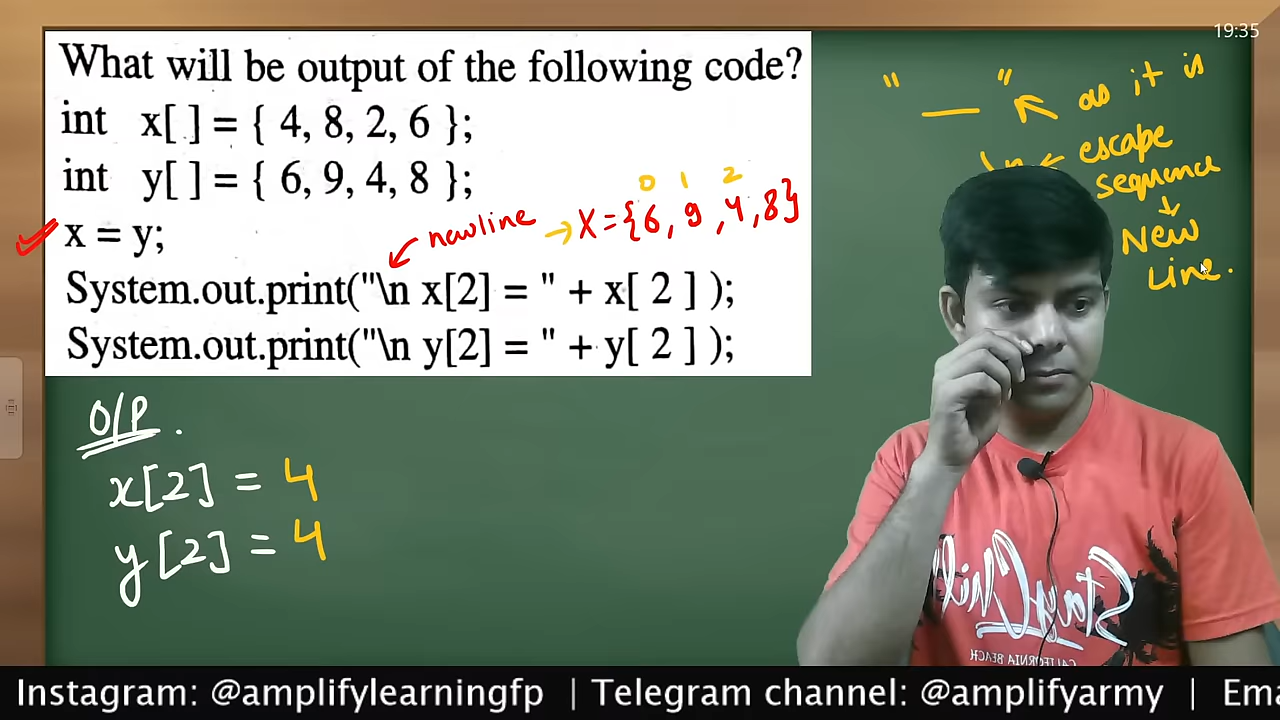 19:35
What will be output of the following code?
int x[ ] = { 4, 8, 2, 6 };
int y[ ] = { 6, 9, 4, 8 };
x = y;
System.out.print("\n x[2] = " + x[ 2 ] );
System.out.print("\n y[2] = " + y[ 2 ] );
newline
0 1 2
→ X = {6, 9, 4, 8}
" — " as it is
\n ← escape
sequence
↓
New
Line.
O/P.
x[2] = 4
y[2] = 4
CALIFORNIA BEACH
Instagram: @amplifylearningfp | Telegram channel: @amplifyarmy | Ema